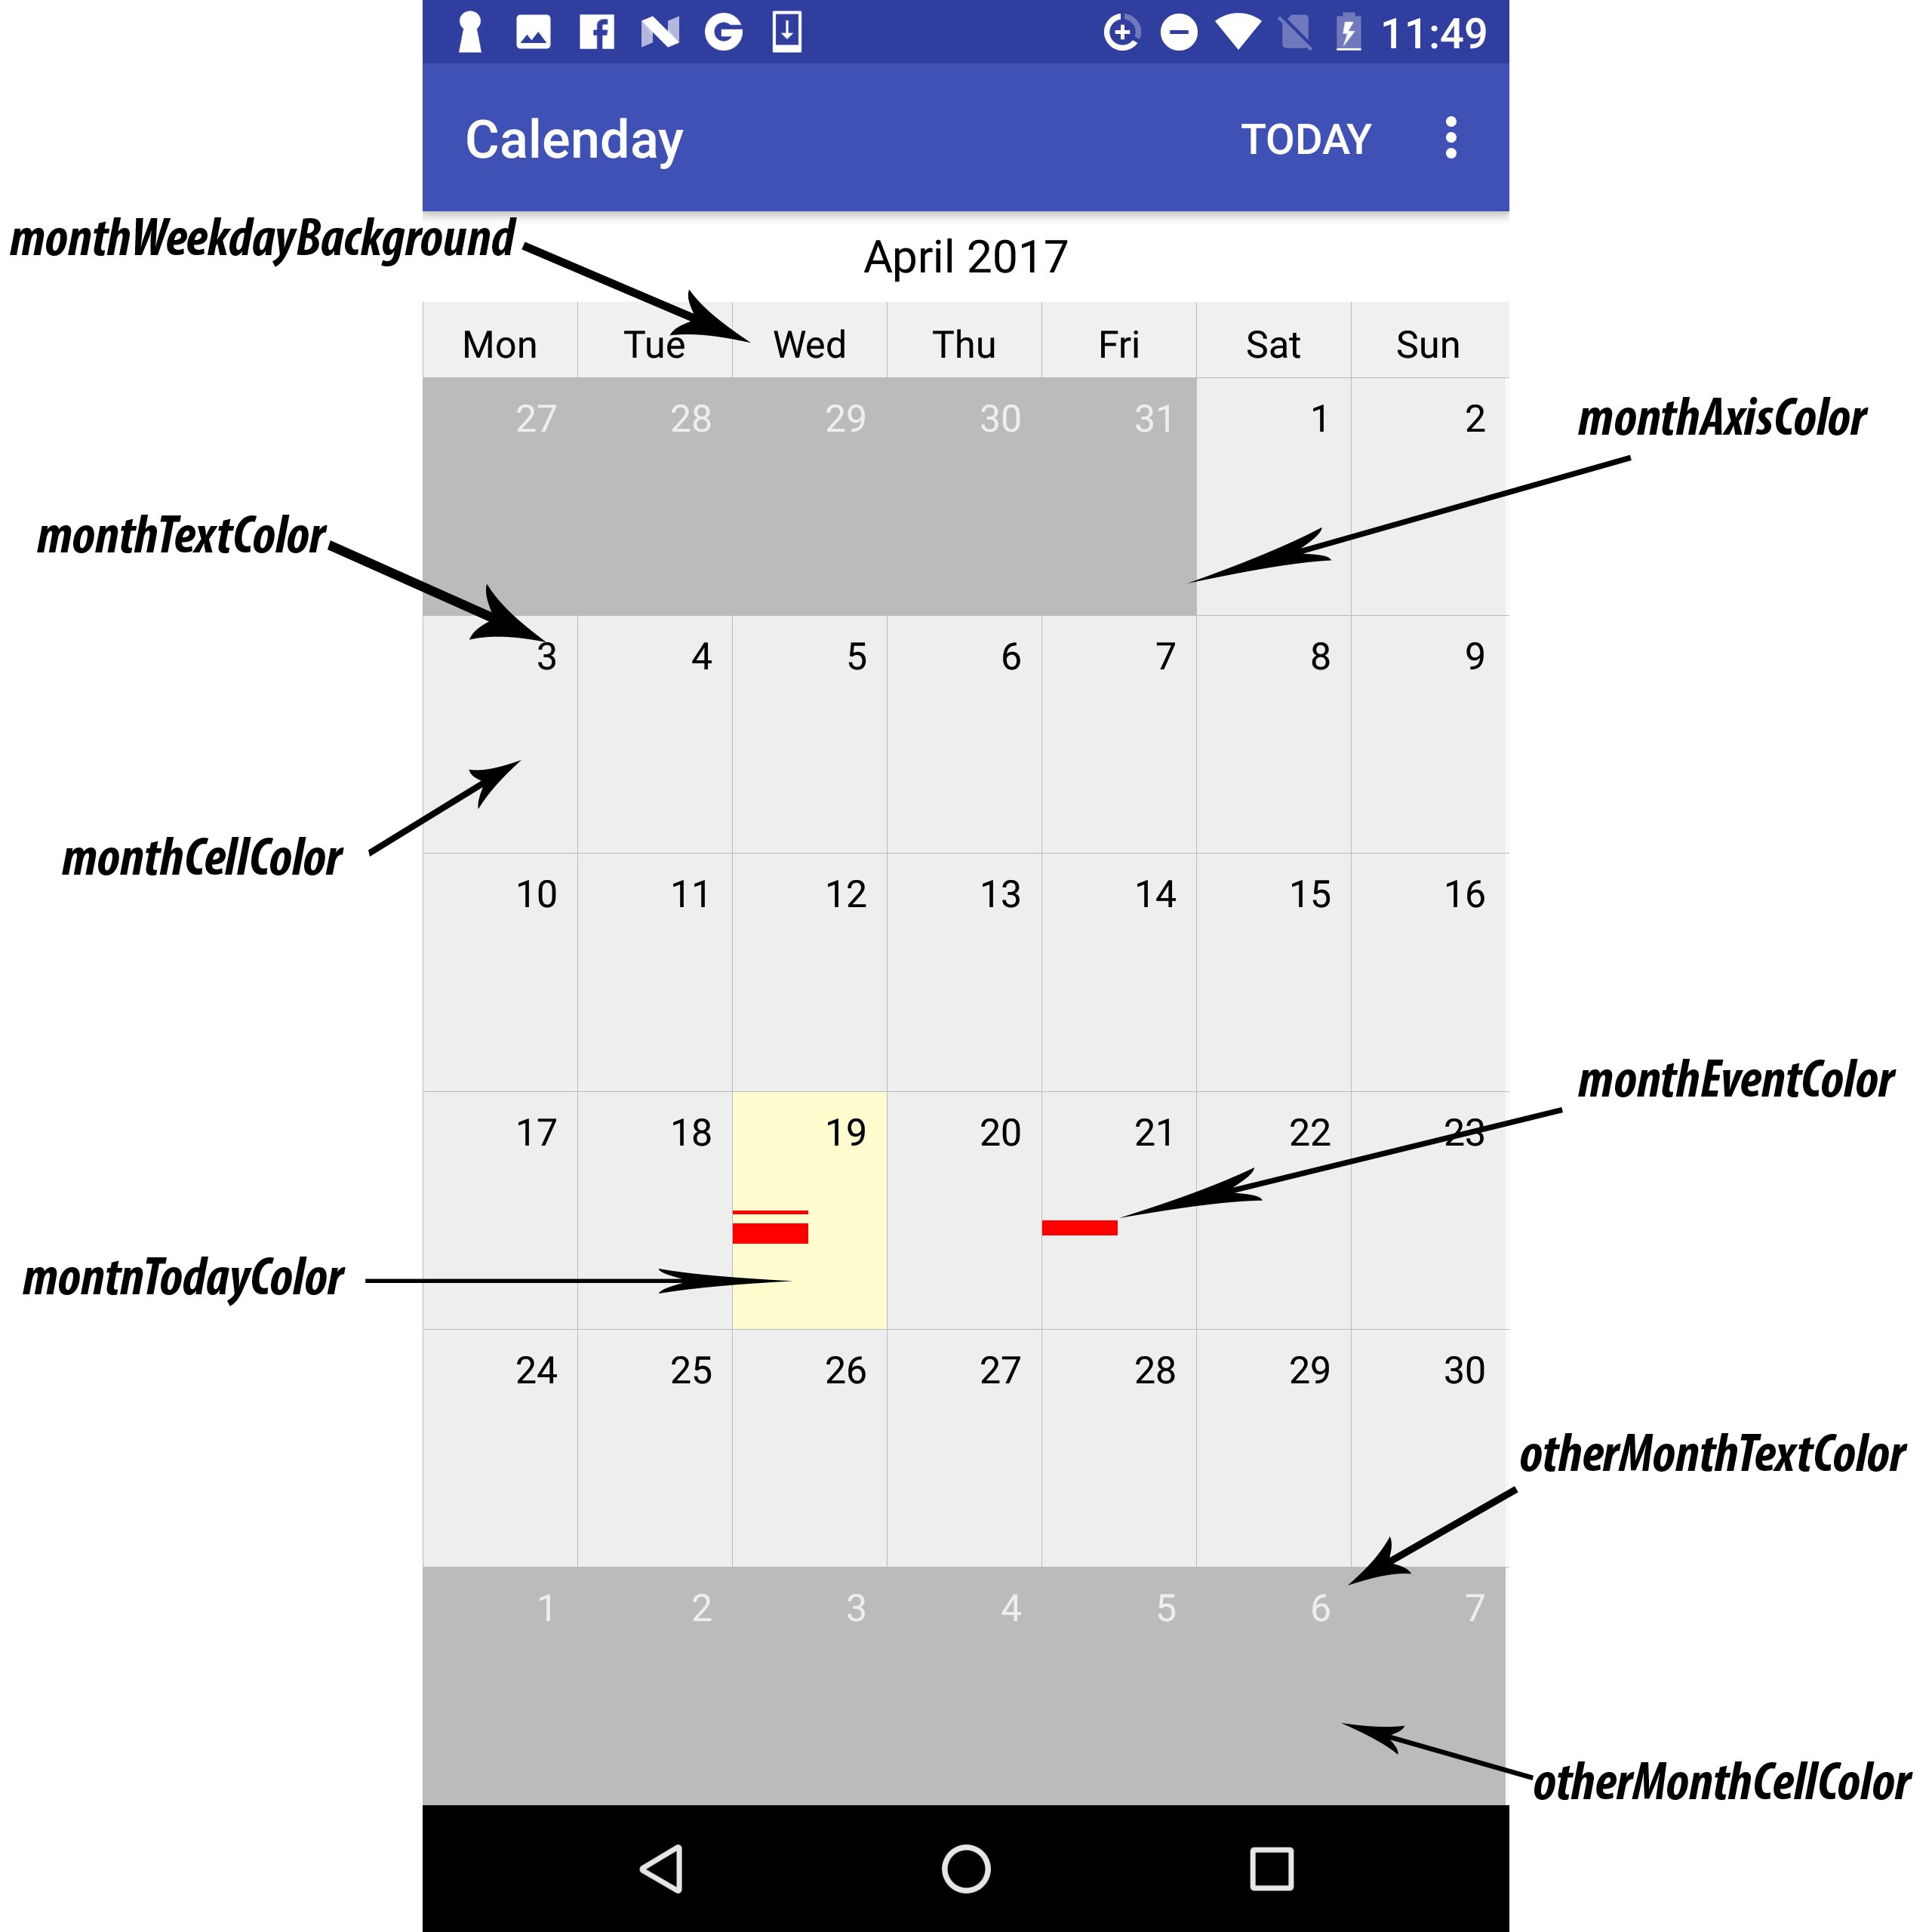 11:49
Calenday TODAY
monthWeekdayBackground
April 2017
Mon Tue Wed Thu Fri Sat Sun
27 28 29 30 31 1 2
monthAxisColor
monthTextColor
3 4 5 6 7 8 9
monthCellColor
10 11 12 13 14 15 16
monthEventColor
17 18 19 20 21 22 23
montnTodayColor
24 25 26 27 28 29 30
otherMonthTextColor
1 2 3 4 5 6 7
otherMonthCellColor